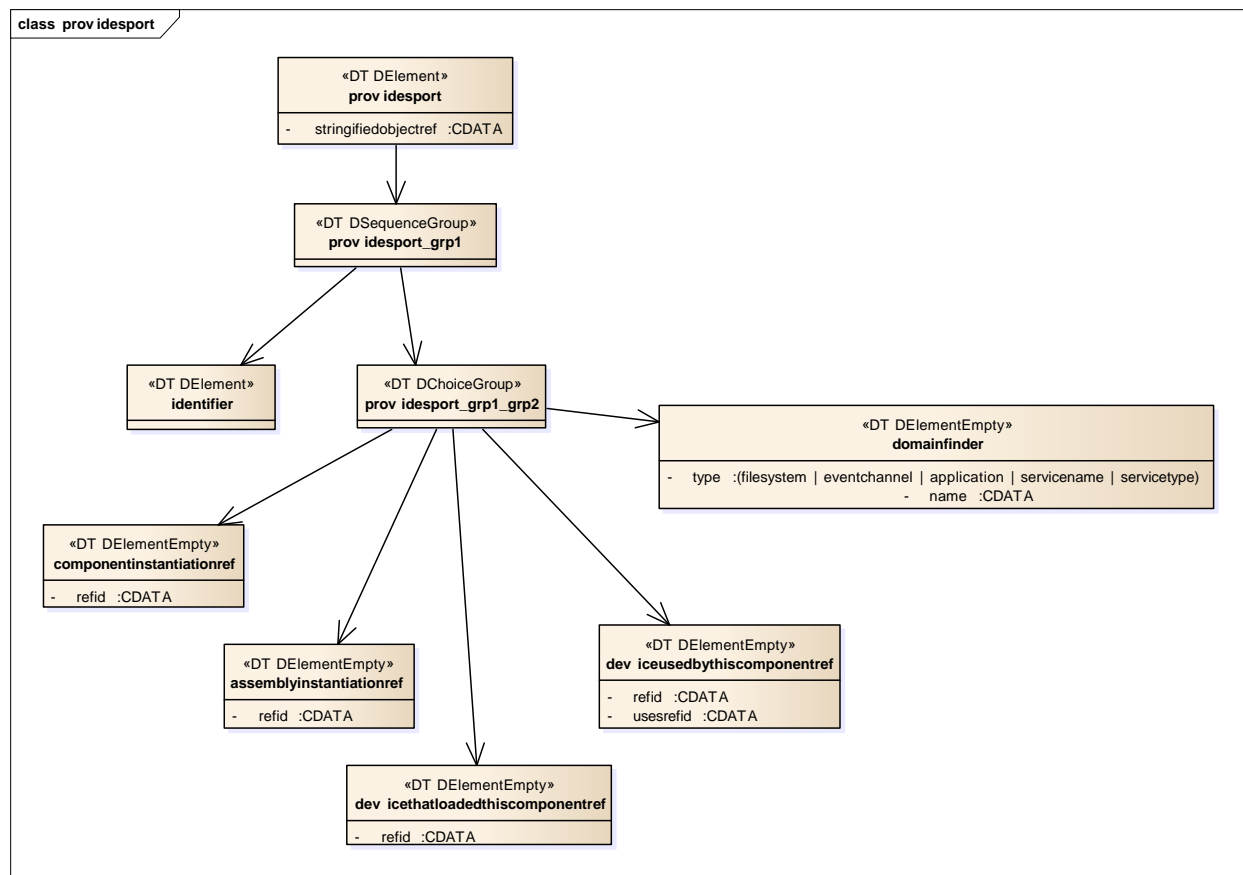 class prov idesport
«DT DElement»
prov idesport
- stringifiedobjectref :CDATA
«DT DSequenceGroup»
prov idesport_grp1
«DT DElement»
identifier
«DT DChoiceGroup»
prov idesport_grp1_grp2
«DT DElementEmpty»
domainfinder
- type :(filesystem | eventchannel | application | servicename | servicetype)
- name :CDATA
«DT DElementEmpty»
componentinstantiationref
- refid :CDATA
«DT DElementEmpty»
assemblyinstantiationref
- refid :CDATA
«DT DElementEmpty»
dev iceusedbythiscomponentref
- refid :CDATA
- usesrefid :CDATA
«DT DElementEmpty»
dev icethatloadedthiscomponentref
- refid :CDATA